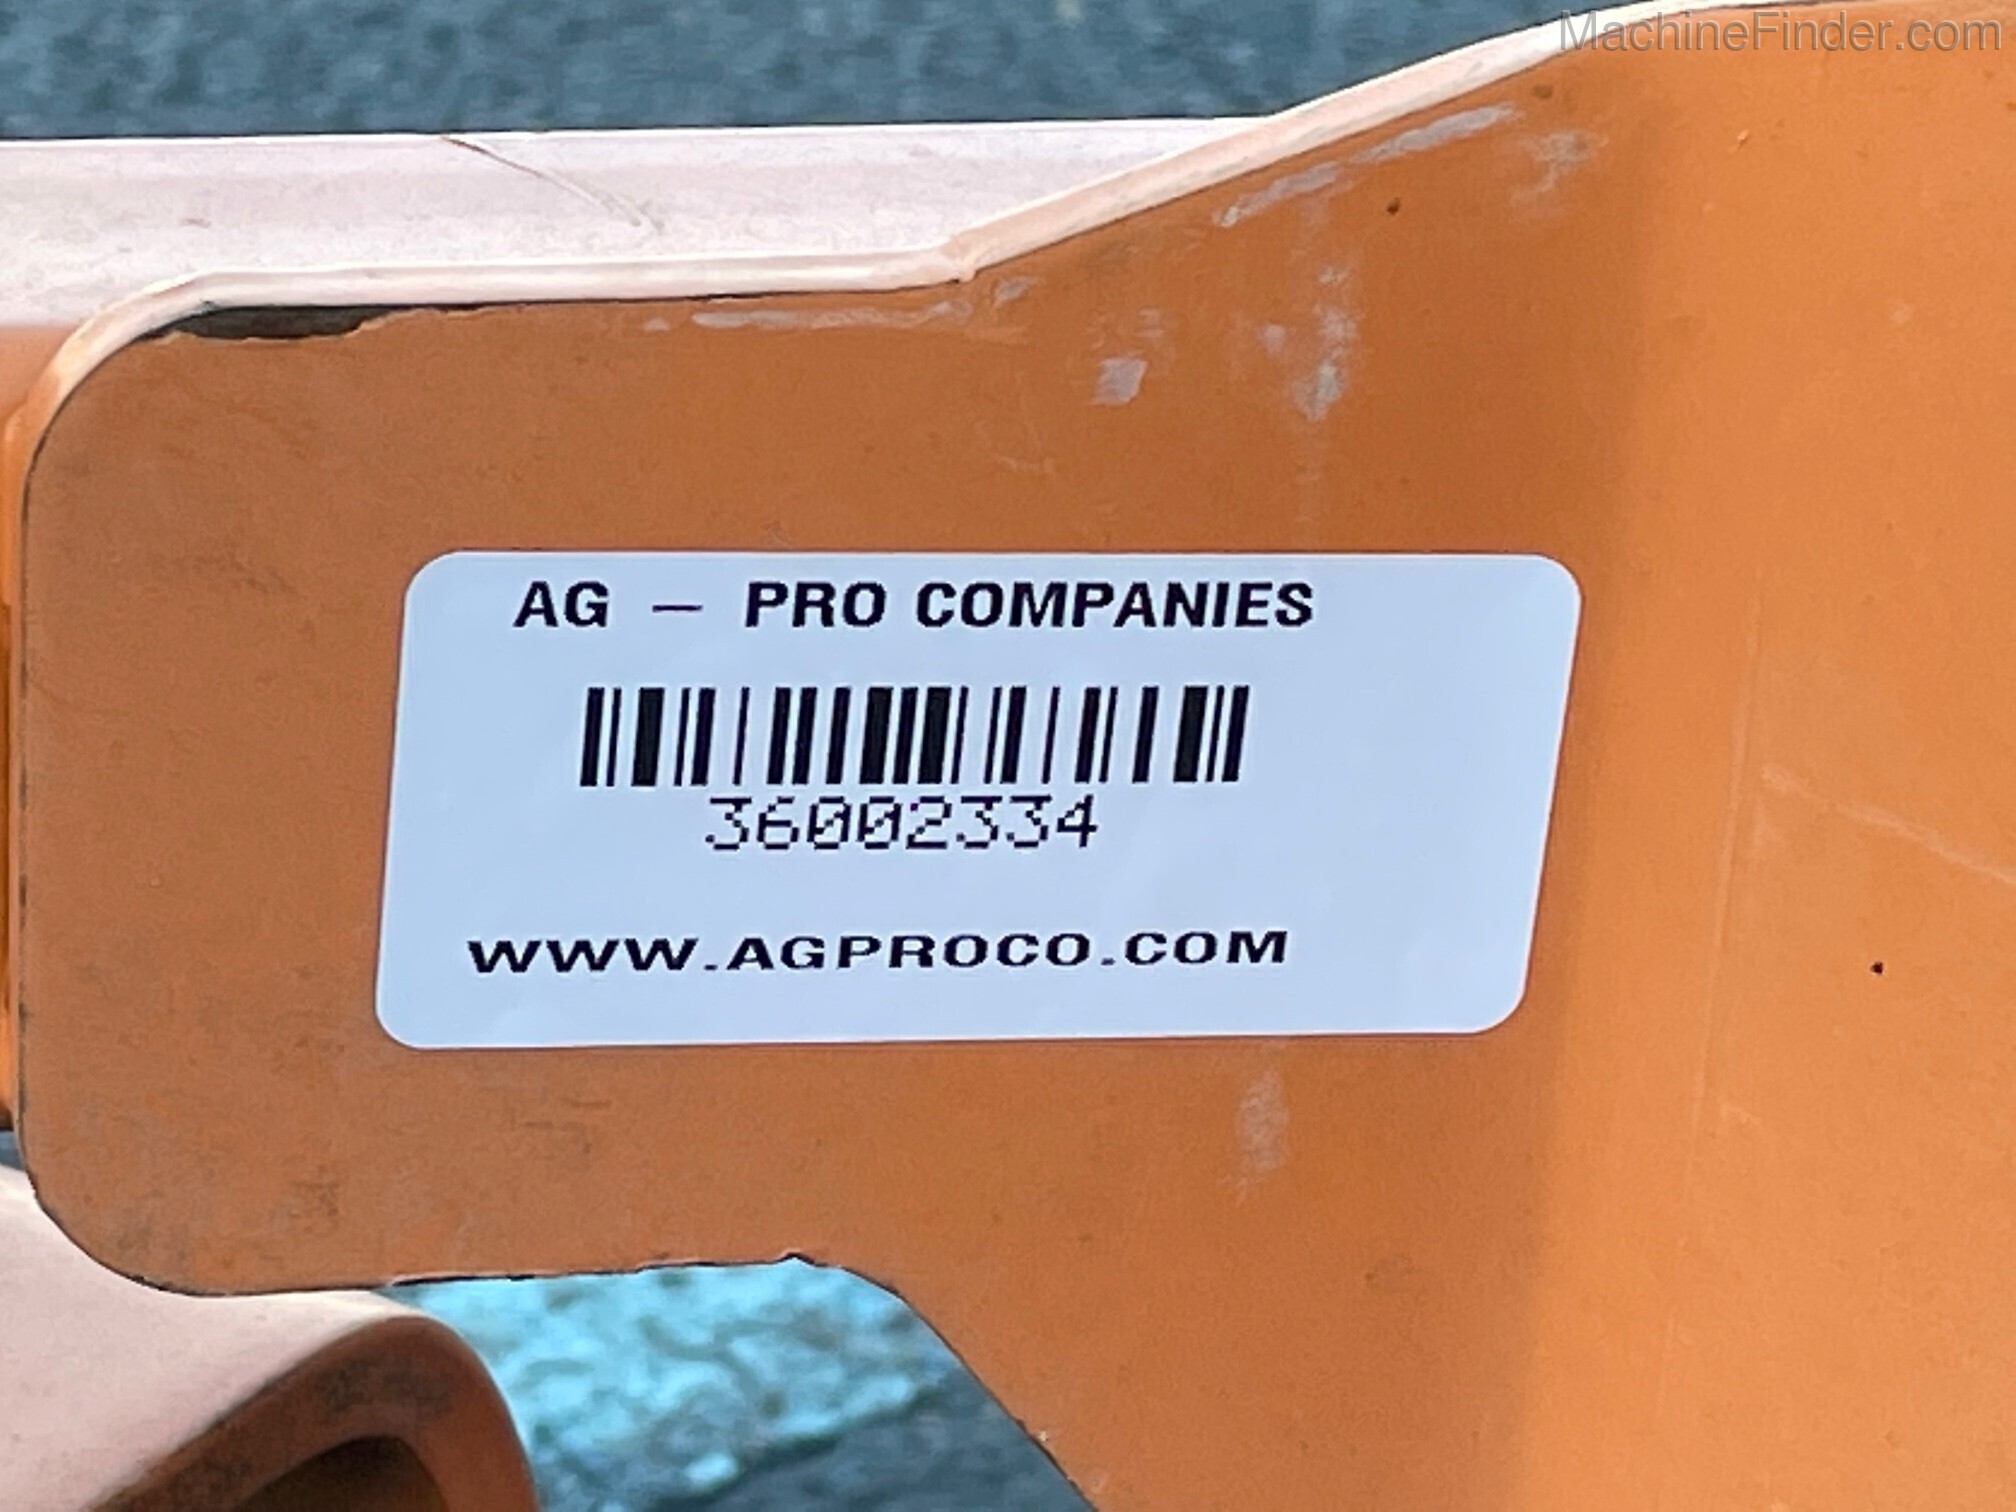 MachineFinder.com
AG – PRO COMPANIES
36002334
WWW.AGPROCO.COM